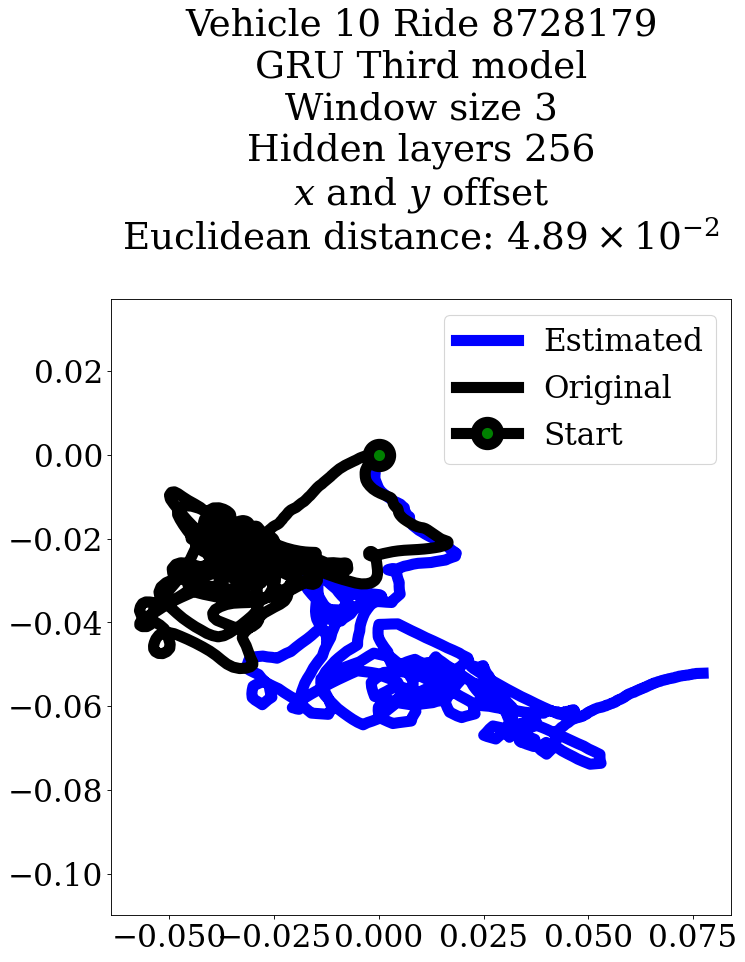 Vehicle 10 Ride 8728179
GRU Third model
Window size 3
Hidden layers 256
x and y offset
Euclidean distance: 4.89 × 10⁻²
Estimated
Original
Start
0.02
0.00
−0.02
−0.04
−0.06
−0.08
−0.10
−0.050 −0.025 0.000 0.025 0.050 0.075